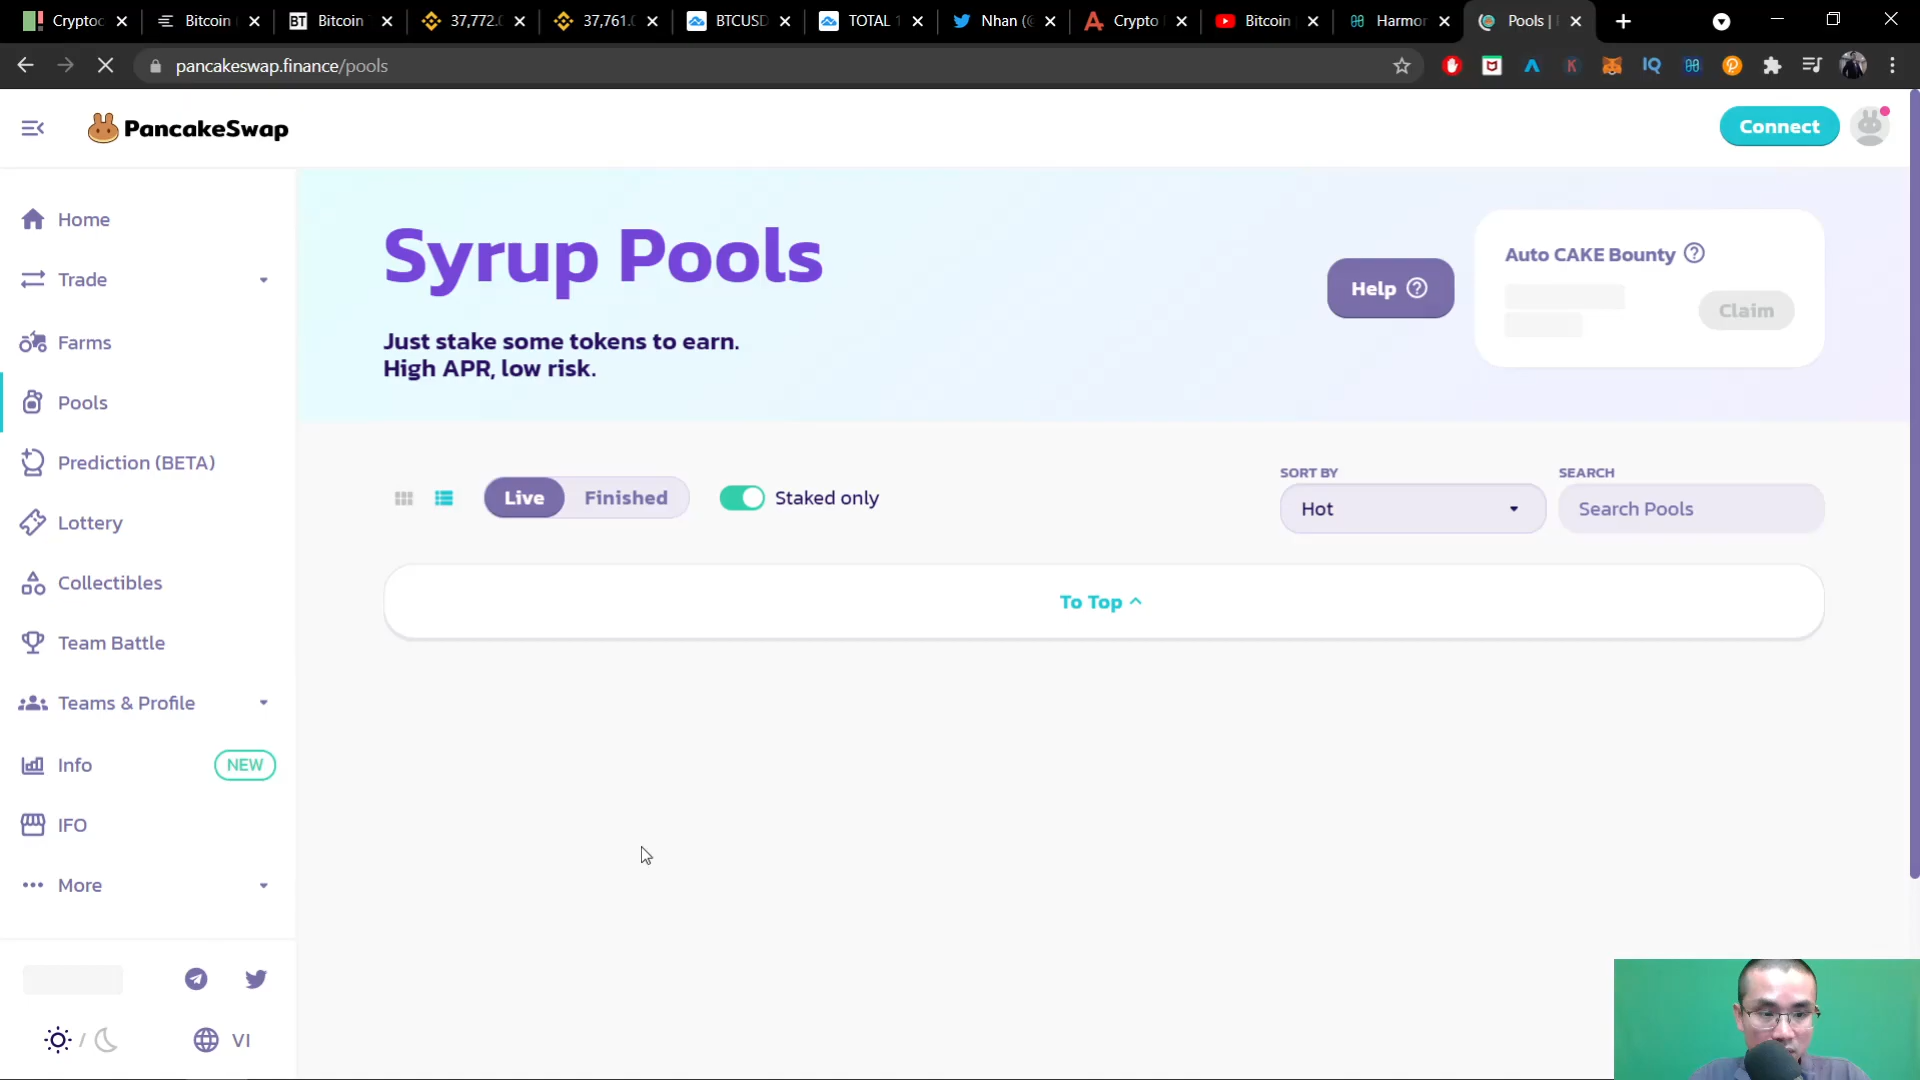 Cryptoc
Bitcoin
Bitcoin
37,772.
37,761.
BTCUSD
TOTAL
Nhan (@
Crypto
Bitcoin
Harmor
Pools |
pancakeswap.finance/pools
PancakeSwap
Connect
Home
Trade
Farms
Pools
Prediction (BETA)
Lottery
Collectibles
Team Battle
Teams & Profile
Info
NEW
IFO
More
VI
Syrup Pools
Just stake some tokens to earn.
High APR, low risk.
Help
Auto CAKE Bounty
Claim
Live
Finished
Staked only
SORT BY
Hot
SEARCH
Search Pools
To Top